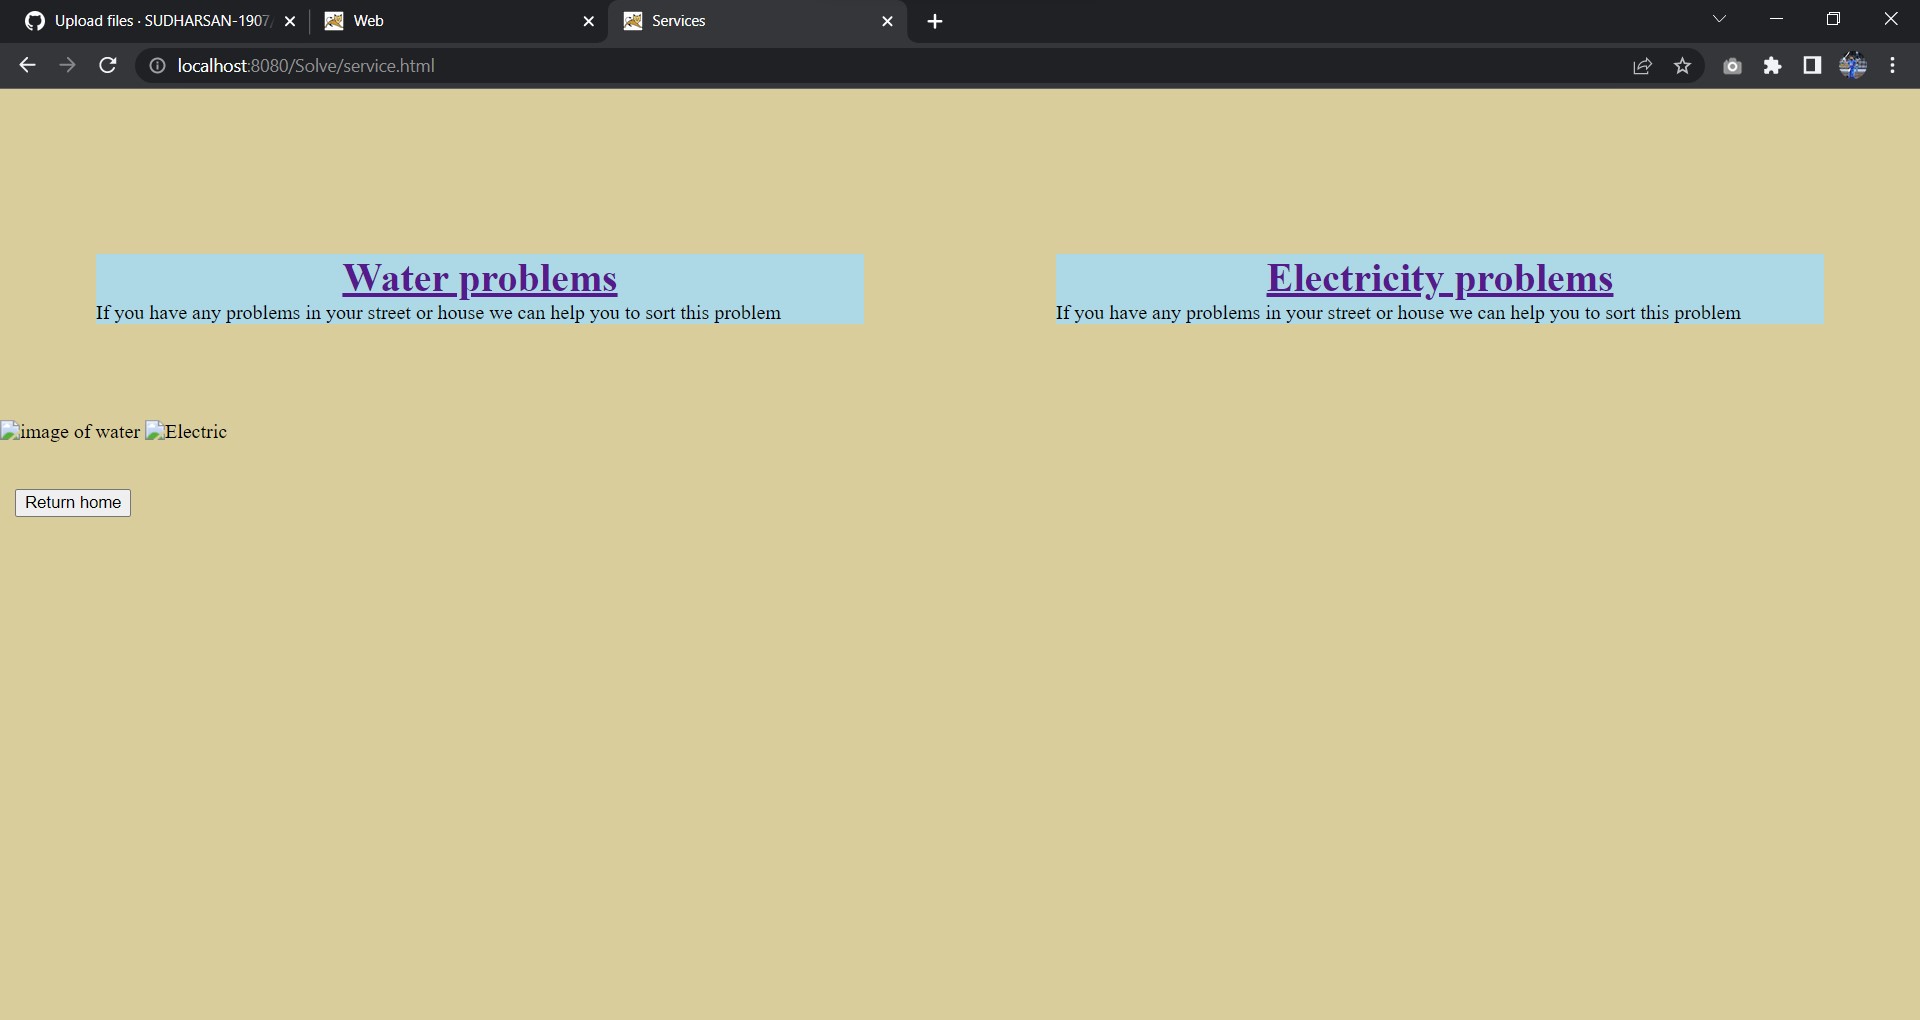 Upload files · SUDHARSAN-1907
Web
Services
localhost:8080/Solve/service.html
Water problems
If you have any problems in your street or house we can help you to sort this problem
Electricity problems
If you have any problems in your street or house we can help you to sort this problem
image of water Electric
Return home